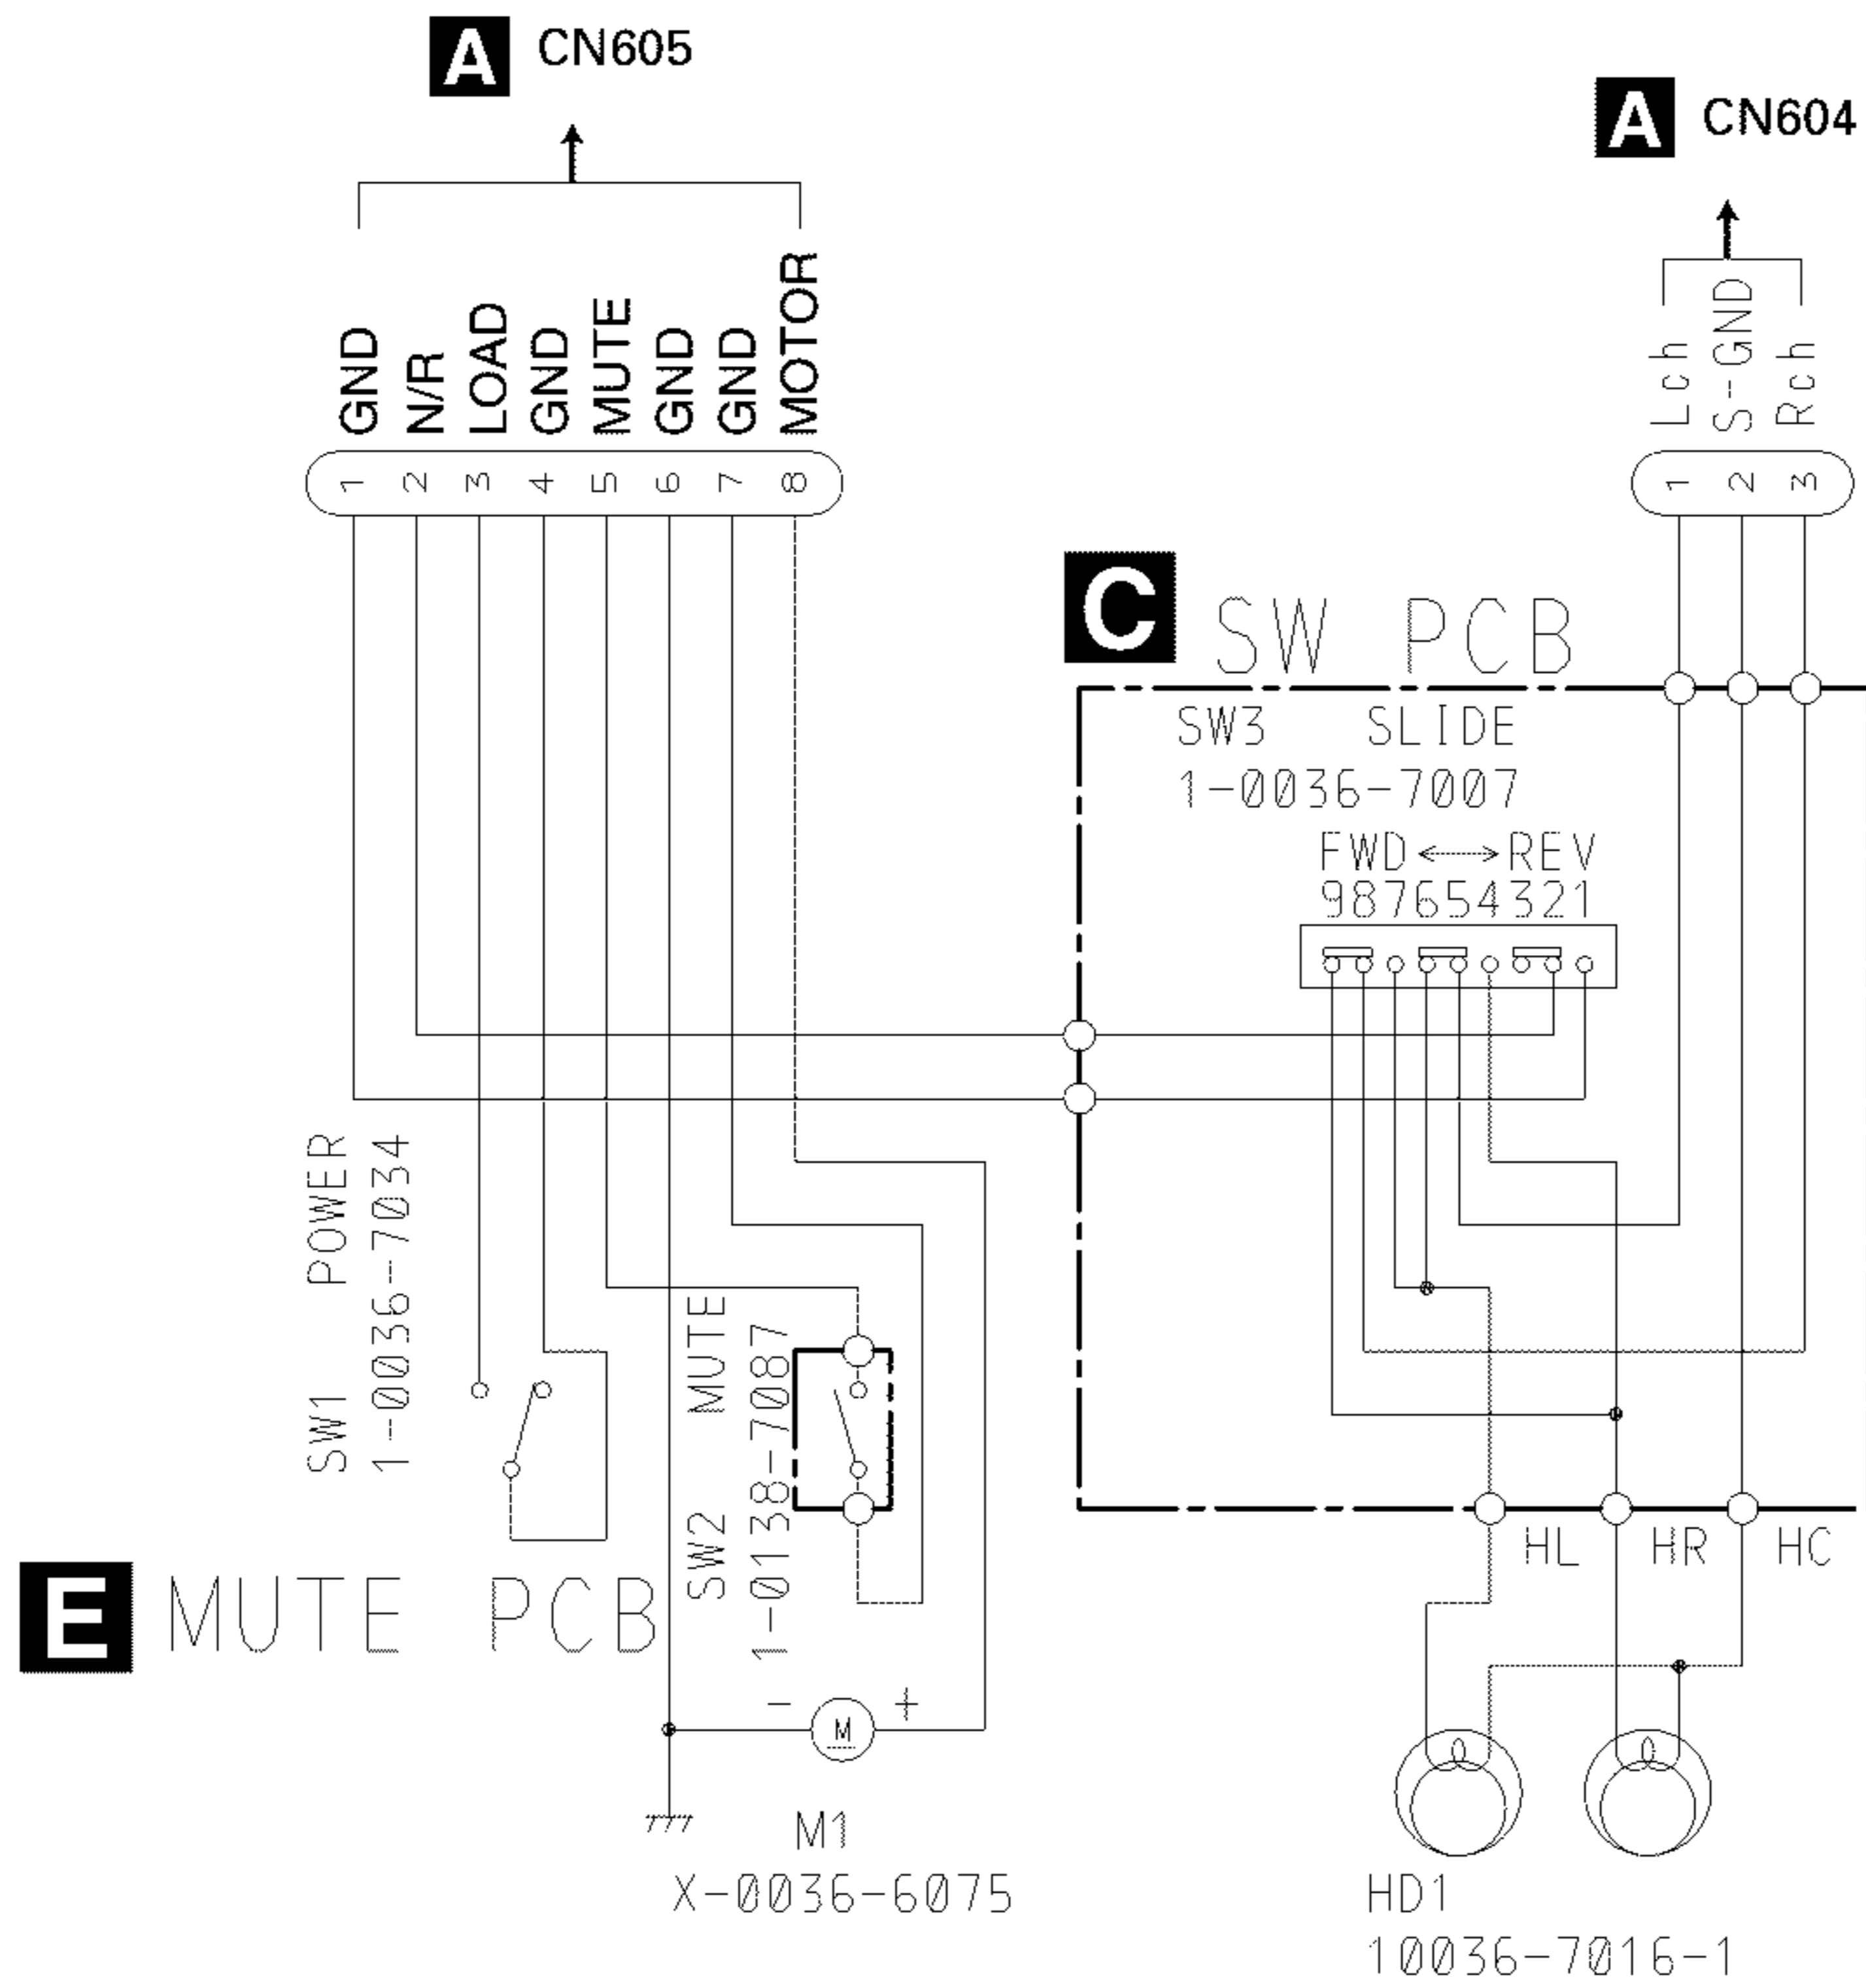 A CN605
A CN604
GND N/R LOAD GND MUTE GND GND MOTOR
1 2 3 4 5 6 7 8
Lch S-GND Rch
1 2 3
C SW PCB
SW3 SLIDE
1-0036-7007
FWD<-->REV
987654321
SW1 POWER
1-0036-7034
SW2 MUTE
1-0138-7087
E MUTE PCB
HL HR HC
- M +
M1
X-0036-6075
HD1
10036-7016-1